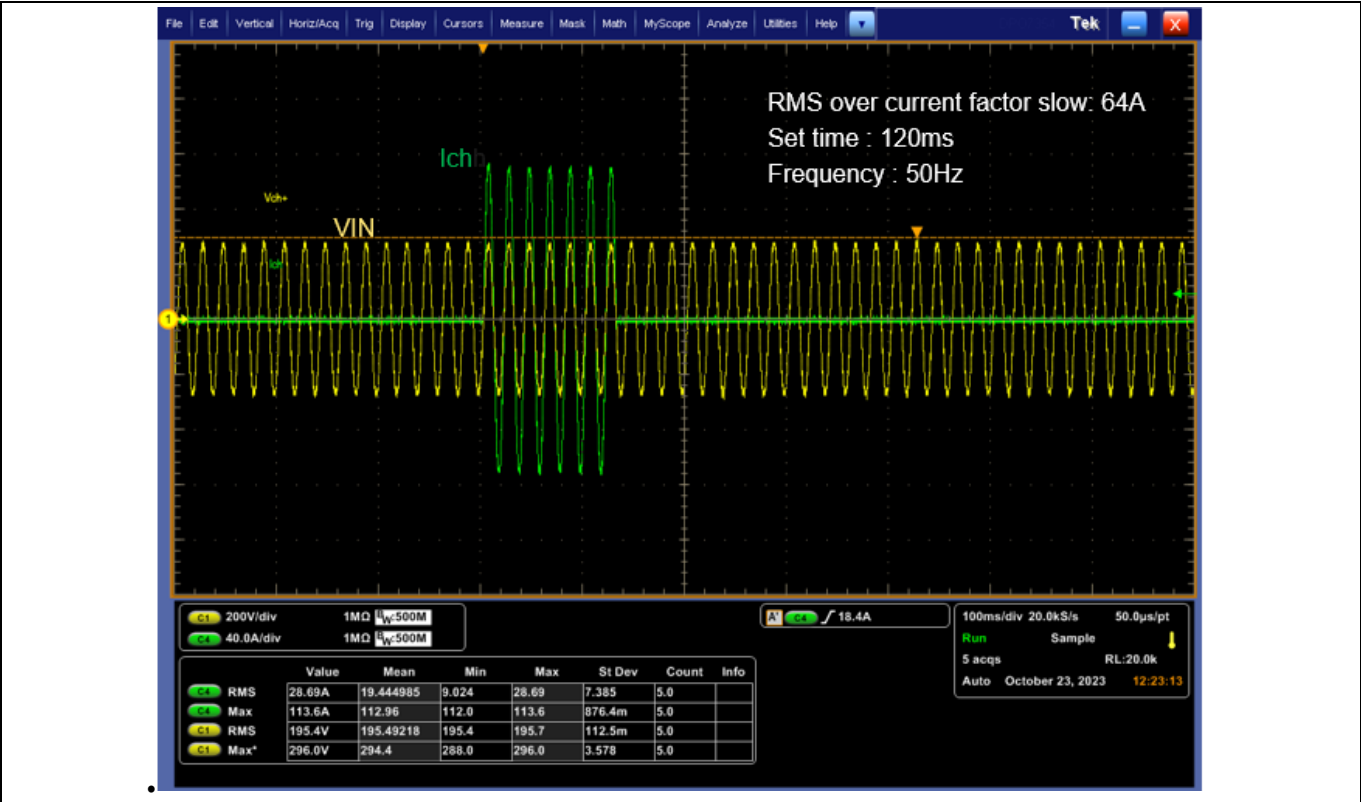 File Edit Vertical Horiz/Acq Trig Display Cursors Measure Mask Math MyScope Analyze Utilities Help Tek X
RMS over current factor slow: 64A
Set time : 120ms
Frequency : 50Hz
Ich
Vch+
VIN
Ich
1
C1 200V/div 1MΩ BW:500M
C4 40.0A/div 1MΩ BW:500M
A' C4 18.4A
100ms/div 20.0kS/s 50.0µs/pt
Run Sample
5 acqs RL:20.0k
Auto October 23, 2023 12:23:13
Value Mean Min Max St Dev Count Info
C4 RMS 28.69A 19.444985 9.024 28.69 7.385 5.0
C4 Max 113.6A 112.96 112.0 113.6 876.4m 5.0
C1 RMS 195.4V 195.49218 195.4 195.7 112.5m 5.0
C1 Max* 296.0V 294.4 288.0 296.0 3.578 5.0